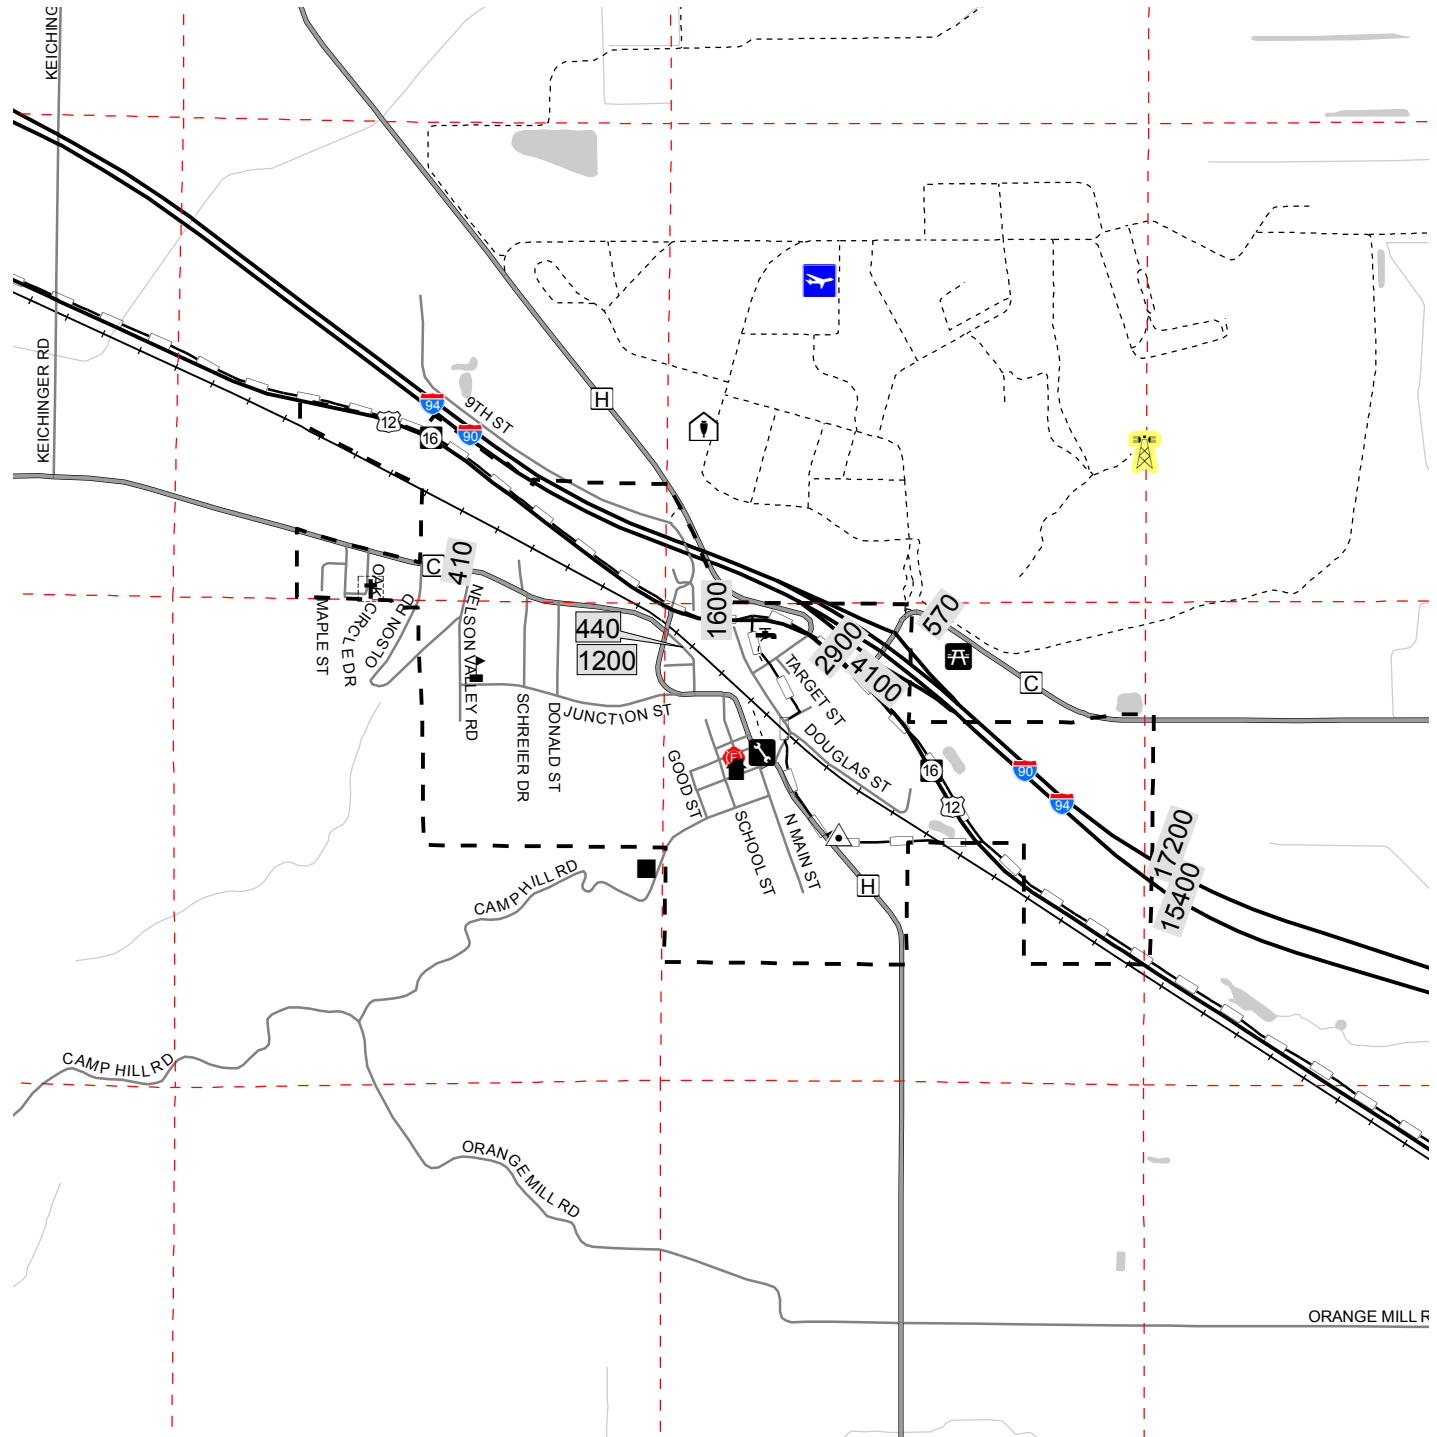 KEICHING
KEICHINGER RD
94
12
16
90
9TH ST
H
C
410
OAK CIRCLE DR
MAPLE ST
OLSON RD
NELSON VALLEY RD
440
1200
1600
2900
4100
570
C
TARGET ST
SCHREIER DR
DONALD ST
JUNCTION ST
DOUGLAS ST
GOOD ST
F
SCHOOL ST
N MAIN ST
16
12
90
94
17200
15400
H
CAMP HILL RD
CAMP HILL RD
ORANGE MILL RD
ORANGE MILL R